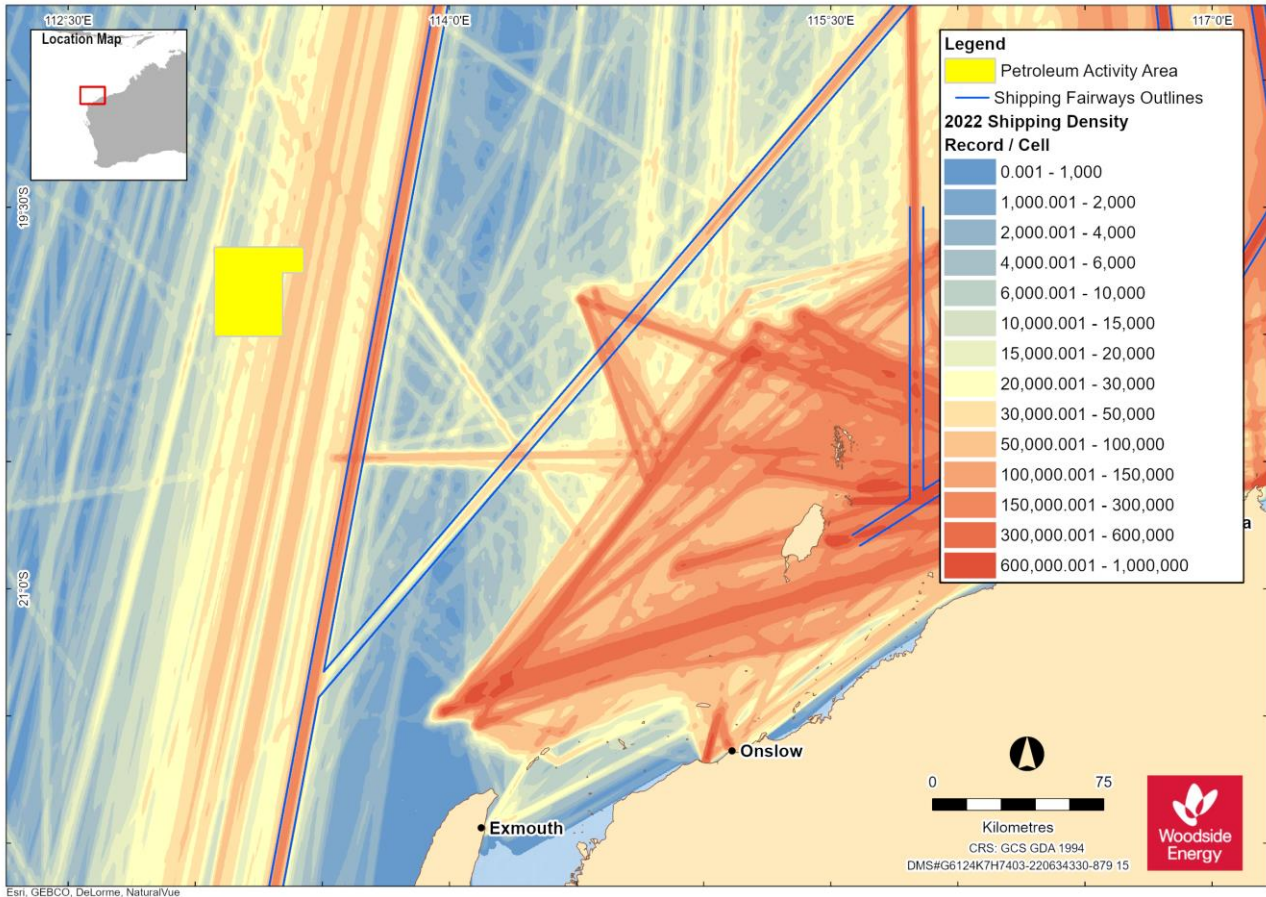 112°30'E
114°0'E
115°30'E
117°0'E
Location Map
19°30'S
21°0'S
Legend
Petroleum Activity Area
Shipping Fairways Outlines
2022 Shipping Density
Record / Cell
0.001 - 1,000
1,000.001 - 2,000
2,000.001 - 4,000
4,000.001 - 6,000
6,000.001 - 10,000
10,000.001 - 15,000
15,000.001 - 20,000
20,000.001 - 30,000
30,000.001 - 50,000
50,000.001 - 100,000
100,000.001 - 150,000
150,000.001 - 300,000
300,000.001 - 600,000
600,000.001 - 1,000,000
a
Onslow
Exmouth
0 75
Kilometres
CRS: GCS GDA 1994
DMS#G6124K7H7403-220634330-879 15
Woodside
Energy
Esri, GEBCO, DeLorme, NaturalVue